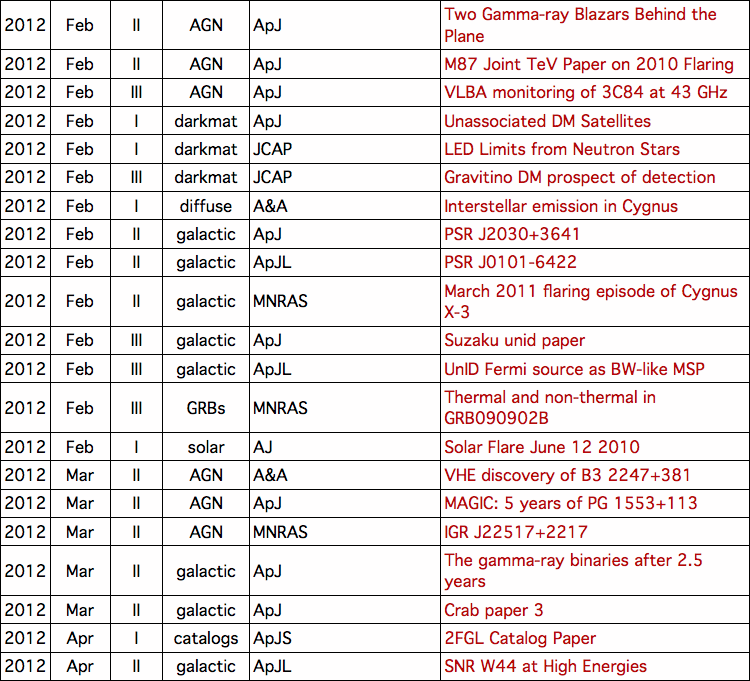 2012 Feb II AGN ApJ Two Gamma-ray Blazars Behind the
Plane
2012 Feb II AGN ApJ M87 Joint TeV Paper on 2010 Flaring
2012 Feb III AGN ApJ VLBA monitoring of 3C84 at 43 GHz
2012 Feb I darkmat ApJ Unassociated DM Satellites
2012 Feb I darkmat JCAP LED Limits from Neutron Stars
2012 Feb III darkmat JCAP Gravitino DM prospect of detection
2012 Feb I diffuse A&A Interstellar emission in Cygnus
2012 Feb II galactic ApJ PSR J2030+3641
2012 Feb II galactic ApJL PSR J0101-6422
2012 Feb II galactic MNRAS March 2011 flaring episode of Cygnus
X-3
2012 Feb III galactic ApJ Suzaku unid paper
2012 Feb III galactic ApJL UnID Fermi source as BW-like MSP
2012 Feb III GRBs MNRAS Thermal and non-thermal in
GRB090902B
2012 Feb I solar AJ Solar Flare June 12 2010
2012 Mar II AGN A&A VHE discovery of B3 2247+381
2012 Mar II AGN ApJ MAGIC: 5 years of PG 1553+113
2012 Mar II AGN MNRAS IGR J22517+2217
2012 Mar II galactic ApJ The gamma-ray binaries after 2.5
years
2012 Mar II galactic ApJ Crab paper 3
2012 Apr I catalogs ApJS 2FGL Catalog Paper
2012 Apr II galactic ApJL SNR W44 at High Energies